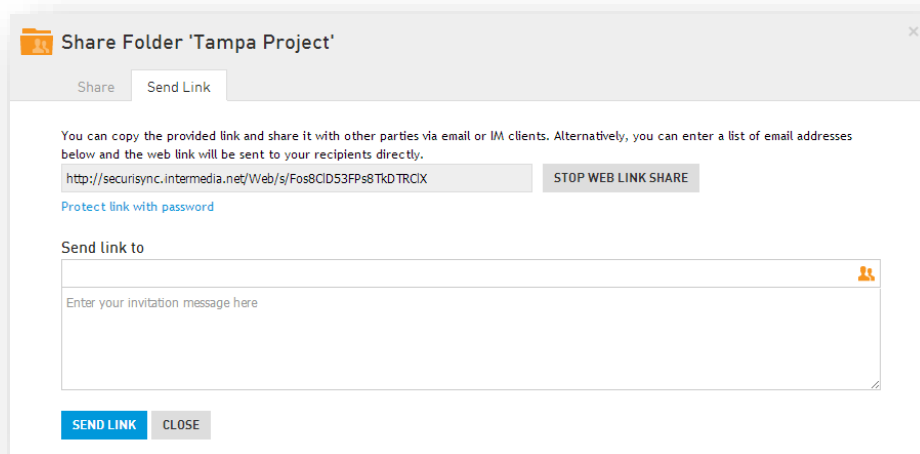 Share Folder 'Tampa Project'
×
Share
Send Link
You can copy the provided link and share it with other parties via email or IM clients. Alternatively, you can enter a list of email addresses
below and the web link will be sent to your recipients directly.
http://securisync.intermedia.net/Web/s/Fos8ClD53FPs8TkDTRClX
STOP WEB LINK SHARE
Protect link with password
Send link to
Enter your invitation message here
SEND LINK
CLOSE